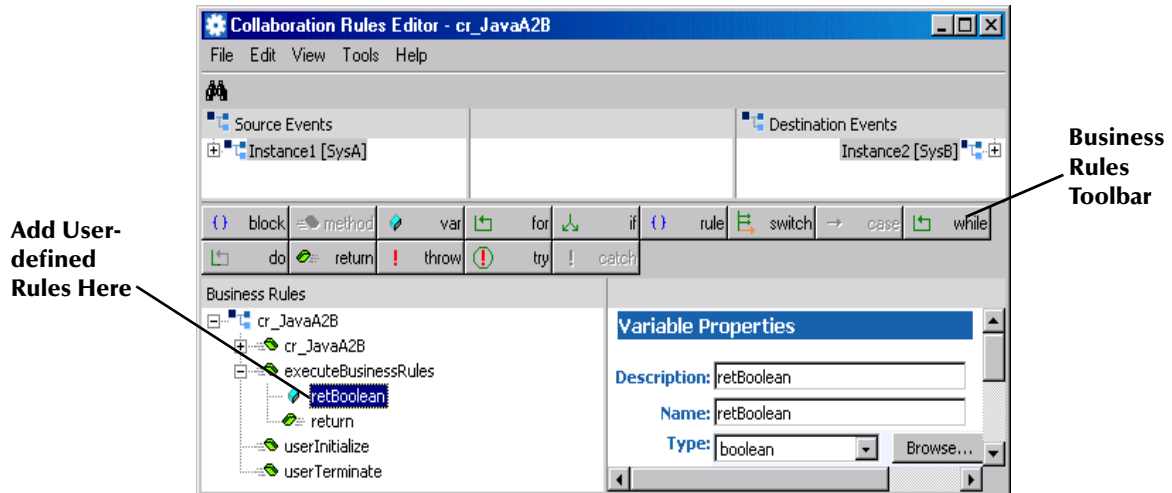 Collaboration Rules Editor - cr_JavaA2B
File Edit View Tools Help
Source Events
Destination Events
Instance1 [SysA]
Instance2 [SysB]
Business
Rules
Toolbar
block method var for if rule switch case while
do return throw try catch
Add User-
defined
Rules Here
Business Rules
cr_JavaA2B
cr_JavaA2B
executeBusinessRules
retBoolean
return
userInitialize
userTerminate
Variable Properties
Description: retBoolean
Name: retBoolean
Type: boolean Browse...